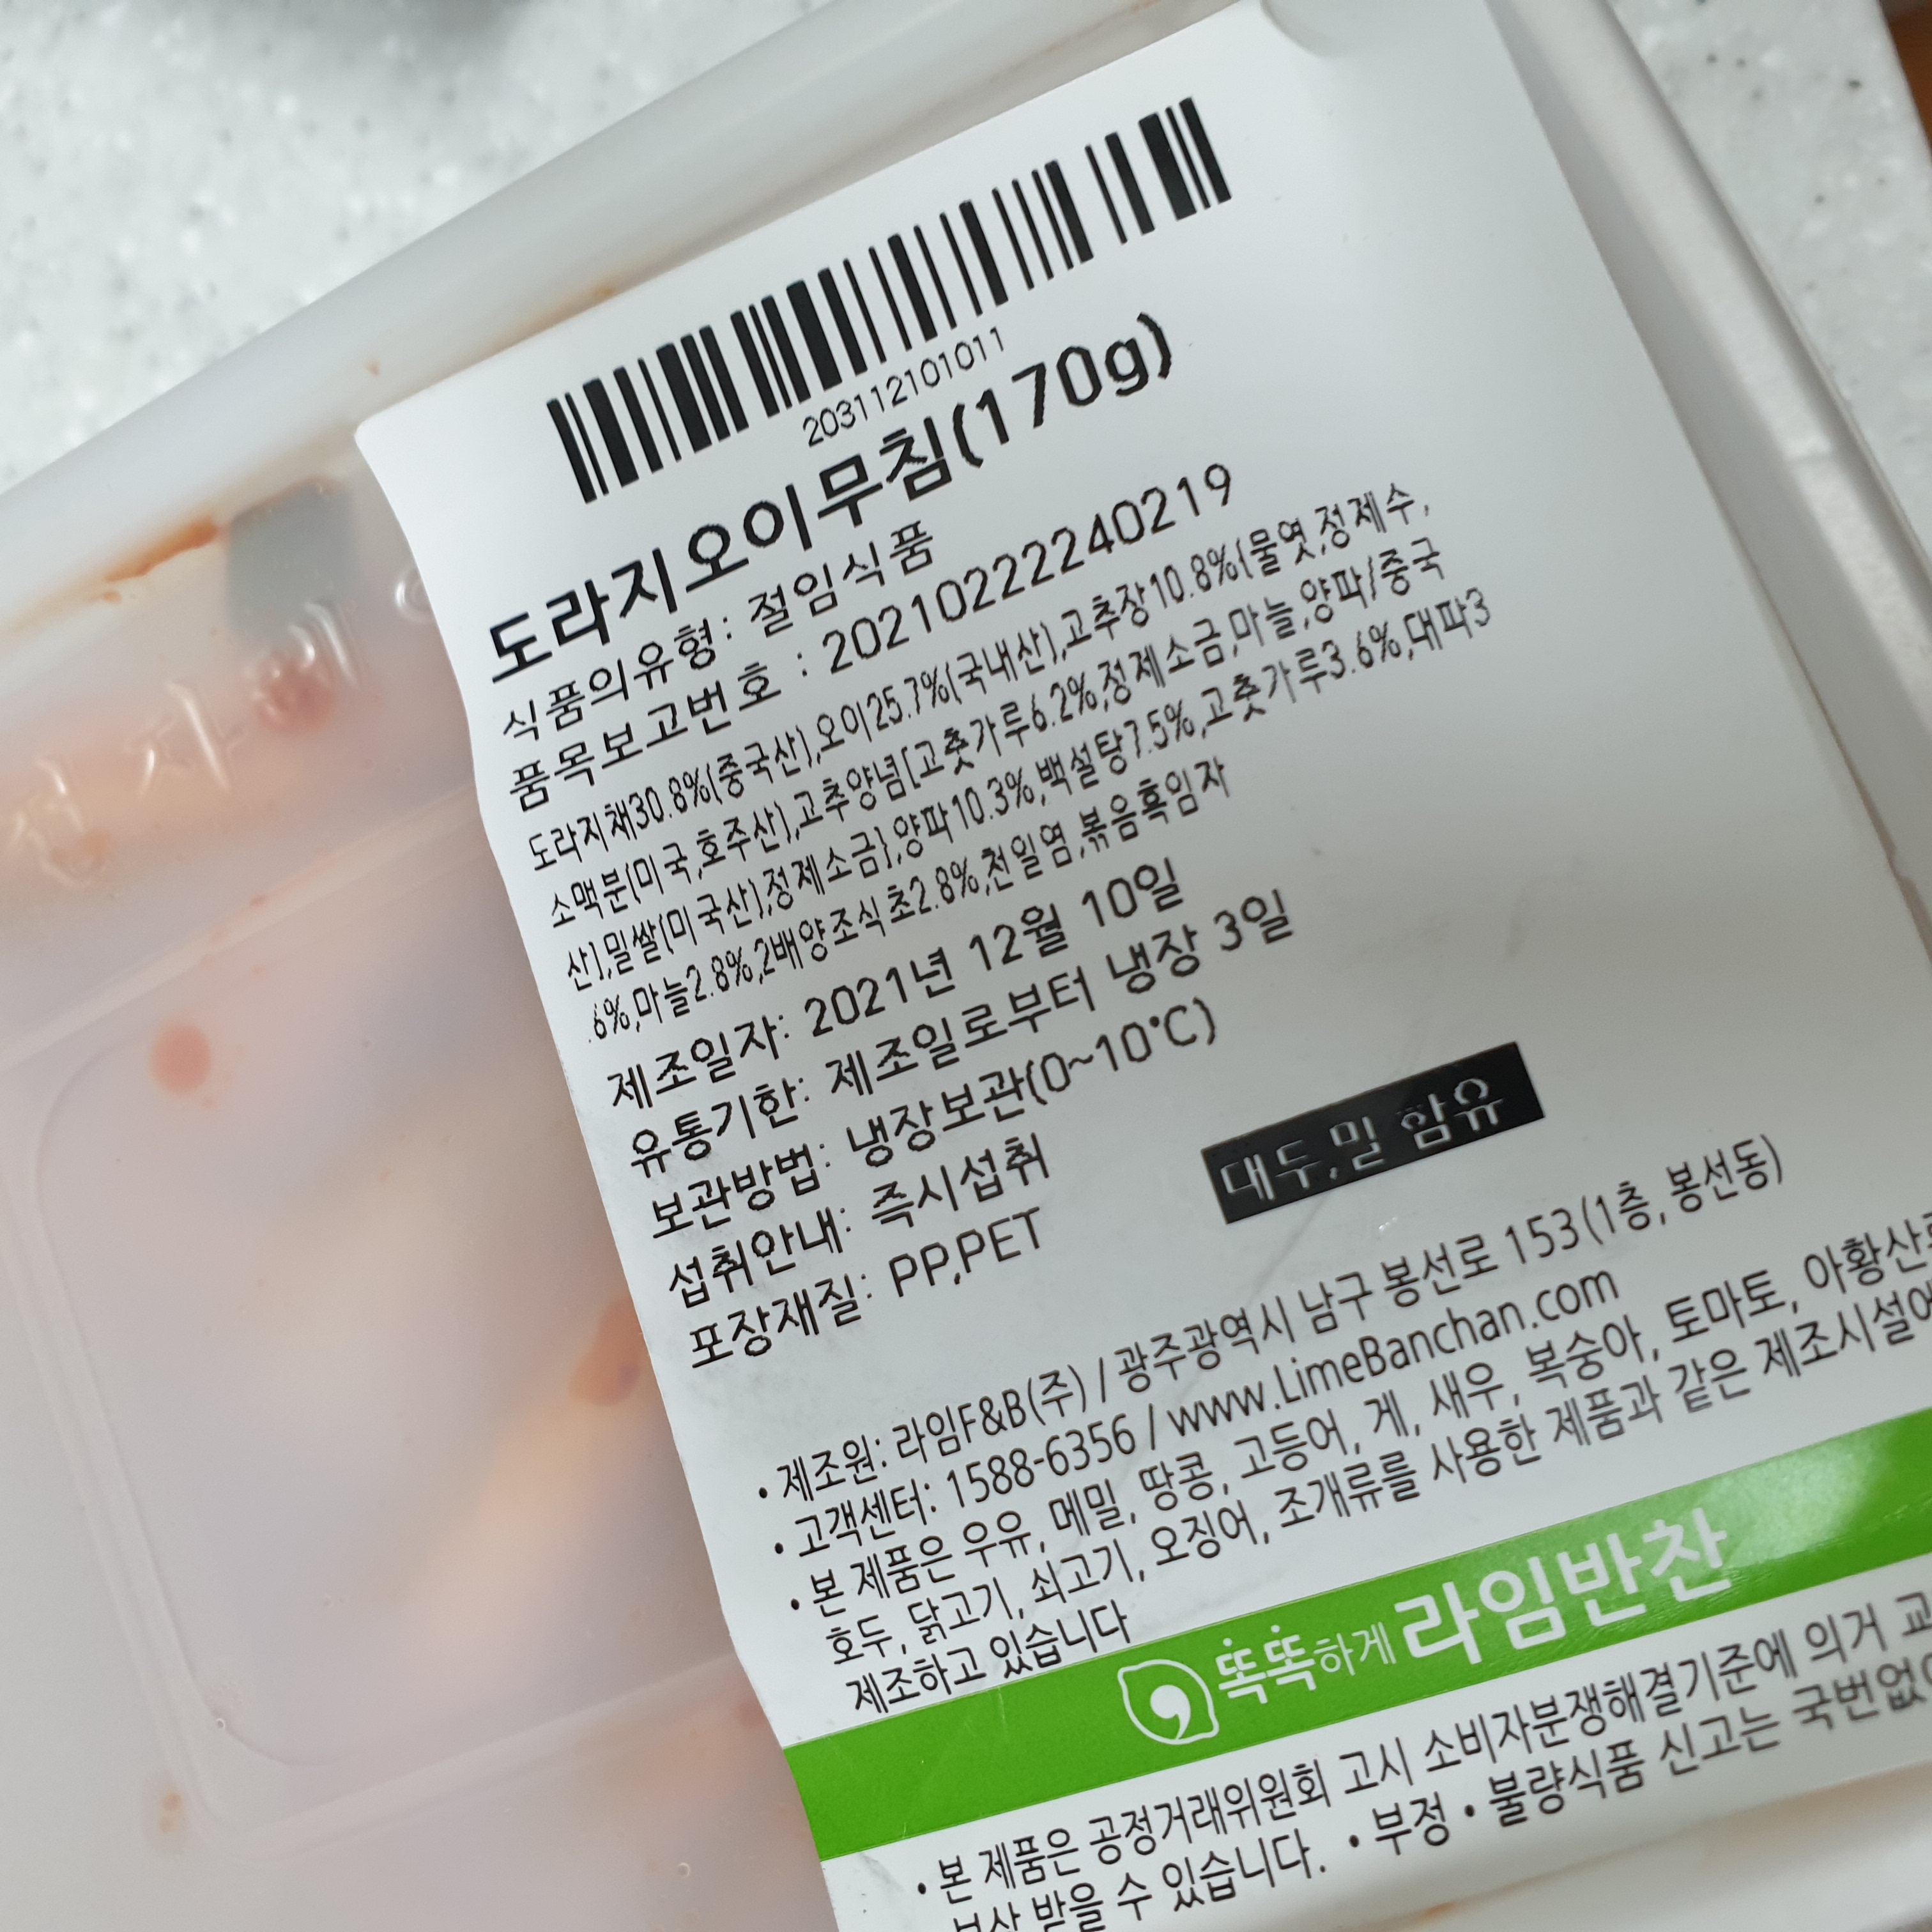 203112101011
도라지오이무침(170g)
식품의유형: 절임식품
품목보고번호 : 20210222240219
도라지채30.8%(중국산),오이25.7%(국내산),고추장10.8%{물엿,정제수,
소맥분(미국,호주산),고추양념[고춧가루6.2%,정제소금,마늘,양파/중국
산],밀쌀(미국산),정제소금},양파10.3%,백설탕7.5%,고춧가루3.6%,대파3
.6%,마늘2.8%,2배양조식초2.8%,천일염,볶음흑임자
제조일자: 2021년 12월 10일
유통기한: 제조일로부터 냉장 3일
보관방법: 냉장보관(0~10°C)
섭취안내: 즉시섭취
포장재질: PP,PET
대두,밀 함유
• 제조원: 라임F&B(주) / 광주광역시 남구 봉선로 153(1층, 봉선동)
• 고객센터: 1588-6356 / www.LimeBanchan.com
• 본 제품은 우유, 메밀, 땅콩, 고등어, 게, 새우, 복숭아, 토마토, 아황산
호두, 닭고기, 쇠고기, 오징어, 조개류를 사용한 제품과 같은 제조시설에
제조하고 있습니다
똑똑하게 라임반찬
• 본 제품은 공정거래위원회 고시 소비자분쟁해결기준에 의거 교
보상 받을 수 있습니다. • 부정 • 불량식품 신고는 국번없이